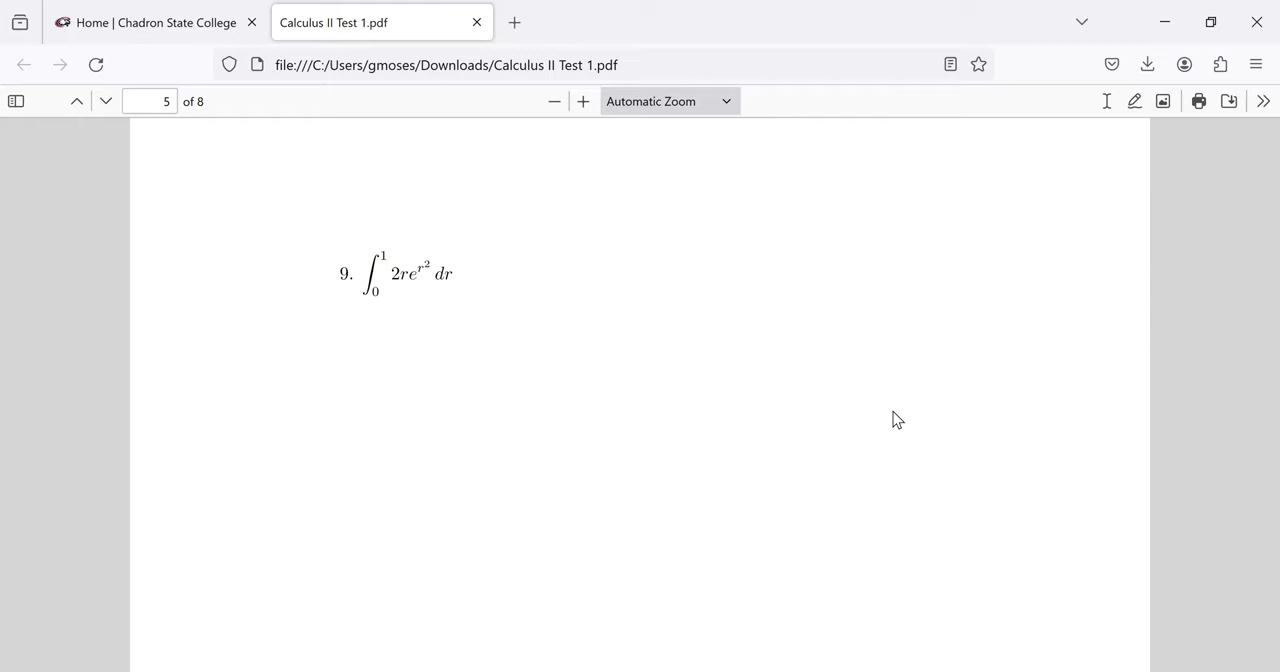 Home | Chadron State College
Calculus II Test 1.pdf
file:///C:/Users/gmoses/Downloads/Calculus II Test 1.pdf
5 of 8
Automatic Zoom
9. ∫₀¹ 2re^{r²} dr